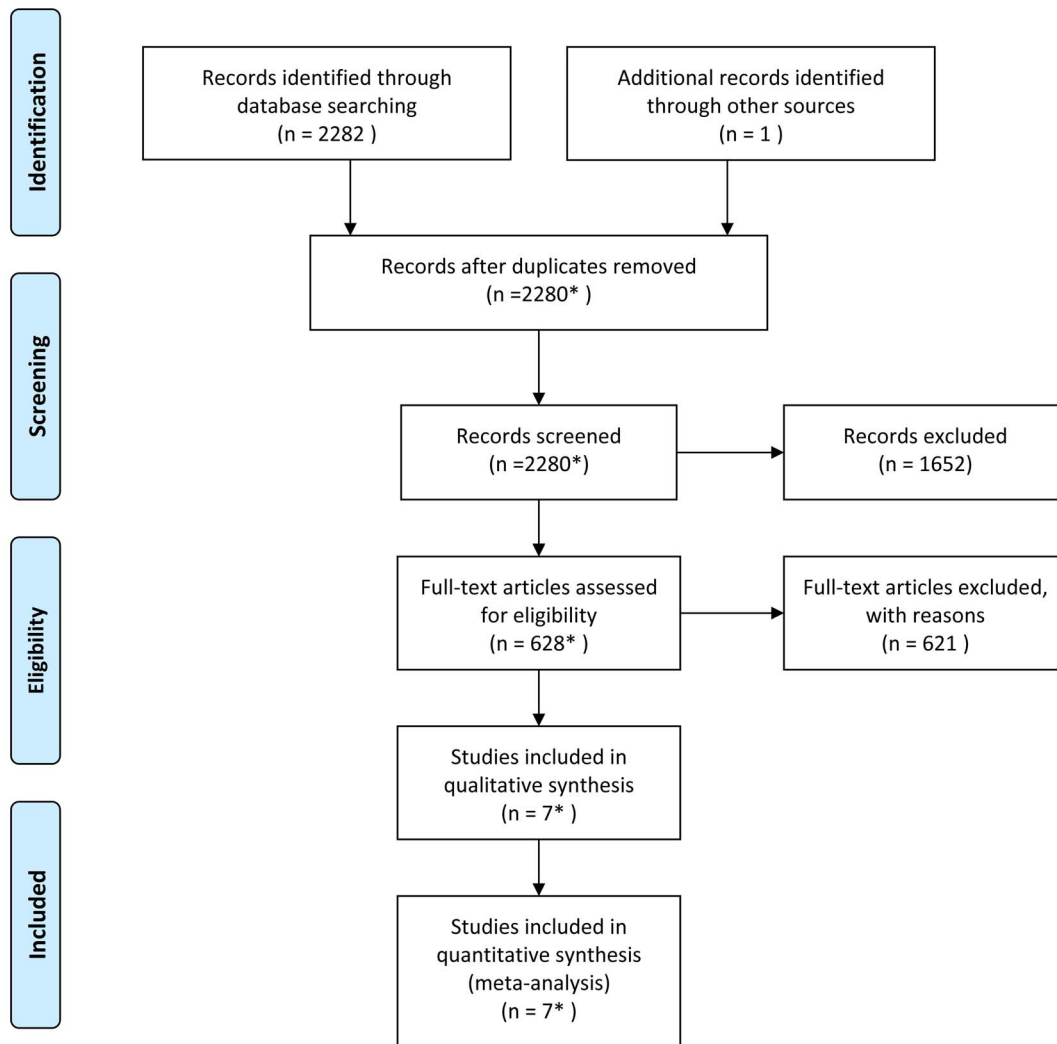 Identification
Records identified through
database searching
(n = 2282 )
Additional records identified
through other sources
(n = 1 )
Screening
Records after duplicates removed
(n =2280* )
Records screened
(n =2280*)
Records excluded
(n = 1652)
Eligibility
Full-text articles assessed
for eligibility
(n = 628* )
Full-text articles excluded,
with reasons
(n = 621 )
Studies included in
qualitative synthesis
(n = 7* )
Included
Studies included in
quantitative synthesis
(meta-analysis)
(n = 7* )